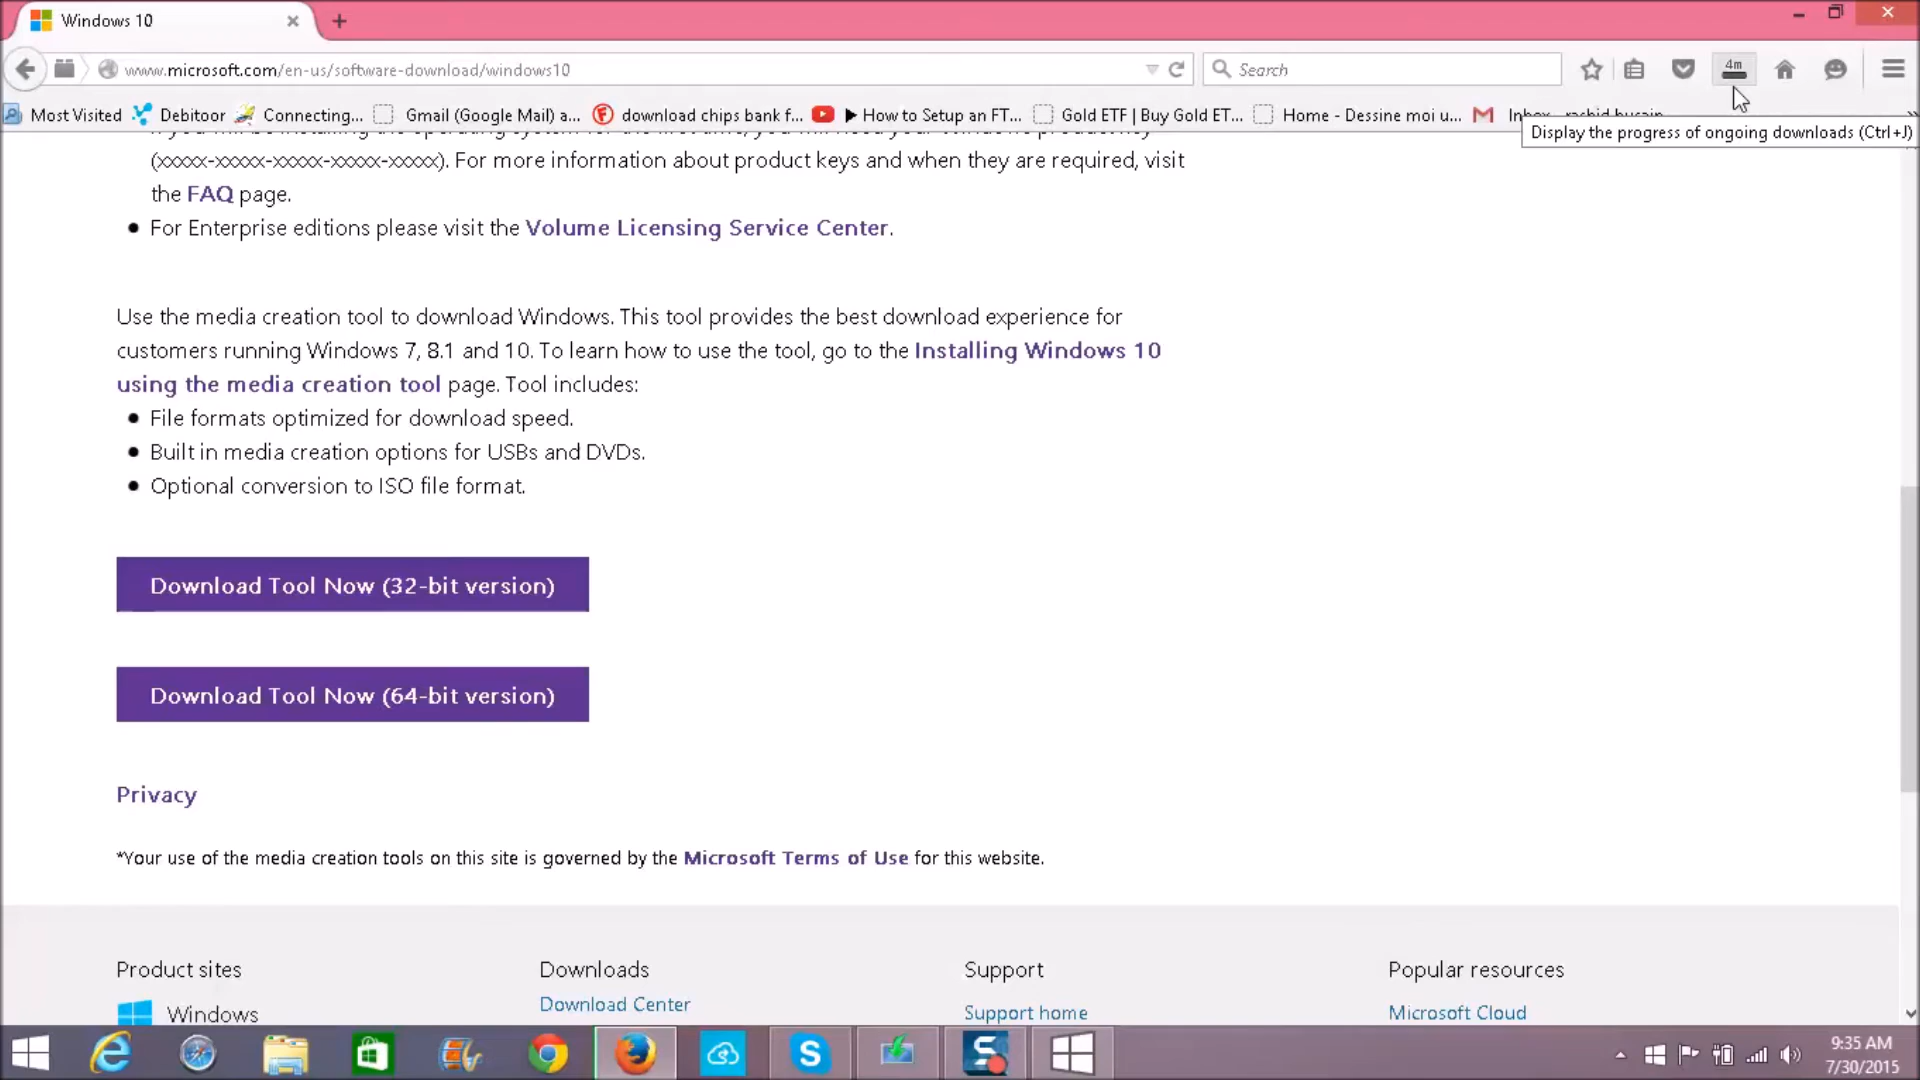 Windows 10
www.microsoft.com/en-us/software-download/windows10
Search
4m
Most Visited Debitoor Connecting... Gmail (Google Mail) a... download chips bank f... ▶ How to Setup an FT... Gold ETF | Buy Gold ET... Home - Dessine moi u...
Display the progress of ongoing downloads (Ctrl+J)
(xxxxx-xxxxx-xxxxx-xxxxx-xxxxx). For more information about product keys and when they are required, visit
the FAQ page.
● For Enterprise editions please visit the Volume Licensing Service Center.
Use the media creation tool to download Windows. This tool provides the best download experience for
customers running Windows 7, 8.1 and 10. To learn how to use the tool, go to the Installing Windows 10
using the media creation tool page. Tool includes:
● File formats optimized for download speed.
● Built in media creation options for USBs and DVDs.
● Optional conversion to ISO file format.
Download Tool Now (32-bit version)
Download Tool Now (64-bit version)
Privacy
*Your use of the media creation tools on this site is governed by the Microsoft Terms of Use for this website.
Product sites Downloads Support Popular resources
Windows Download Center Support home Microsoft Cloud
9:35 AM
7/30/2015